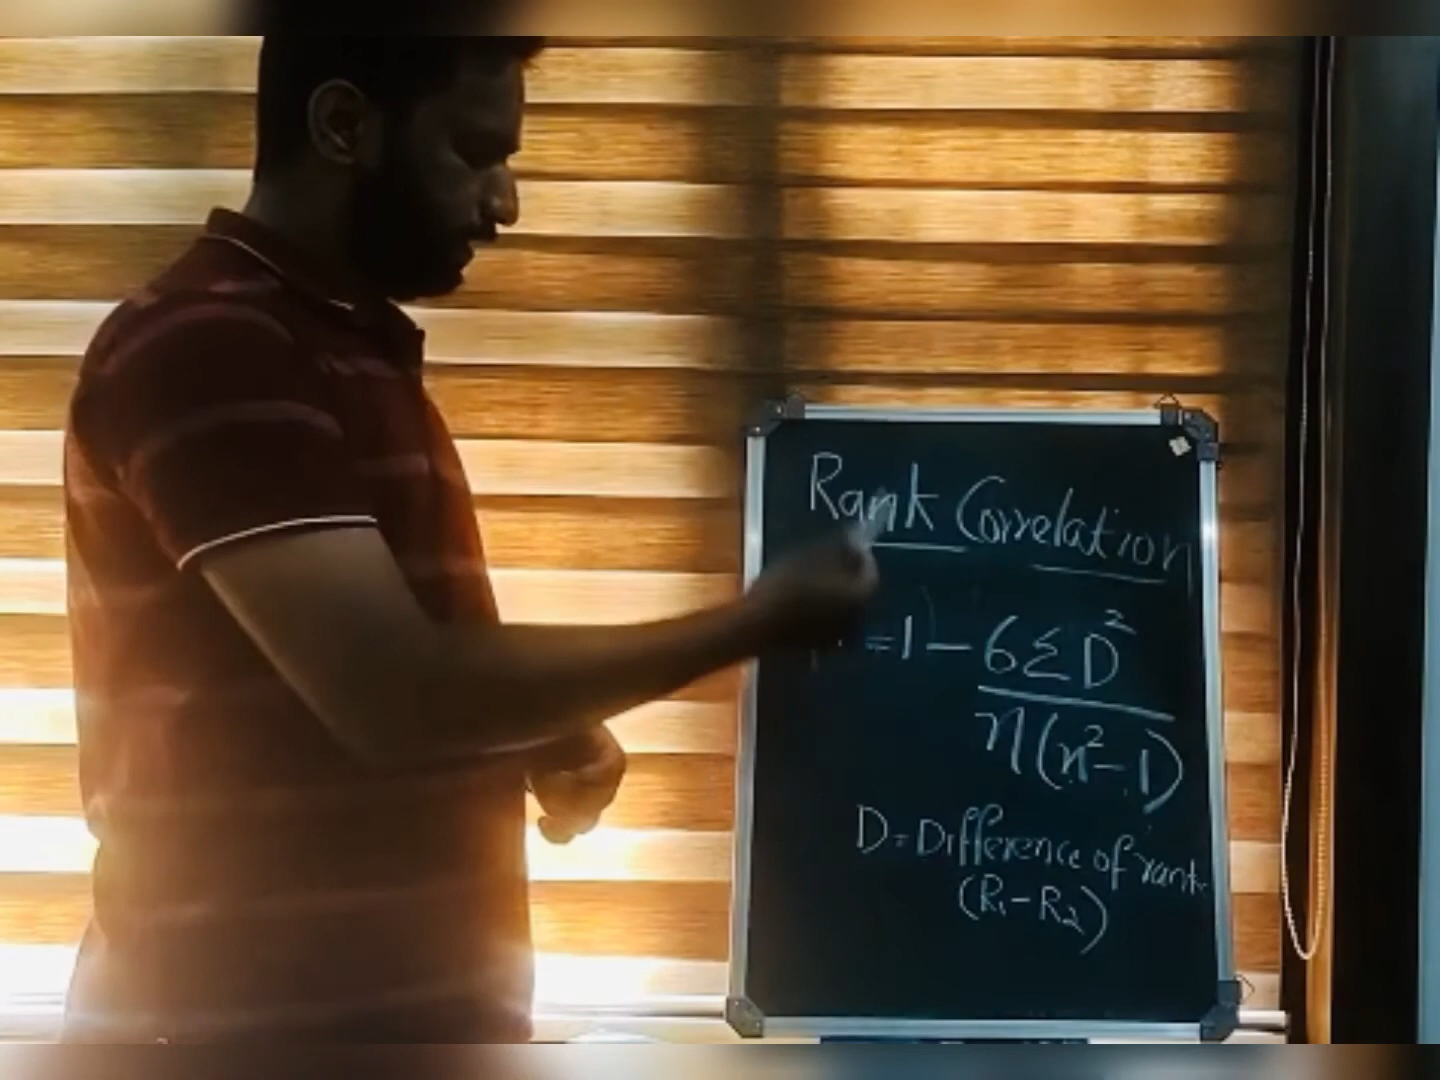 Rank Correlation
= 1 - 6ΣD²
n(n²-1)
D = Difference of rank
(R₁-R₂)